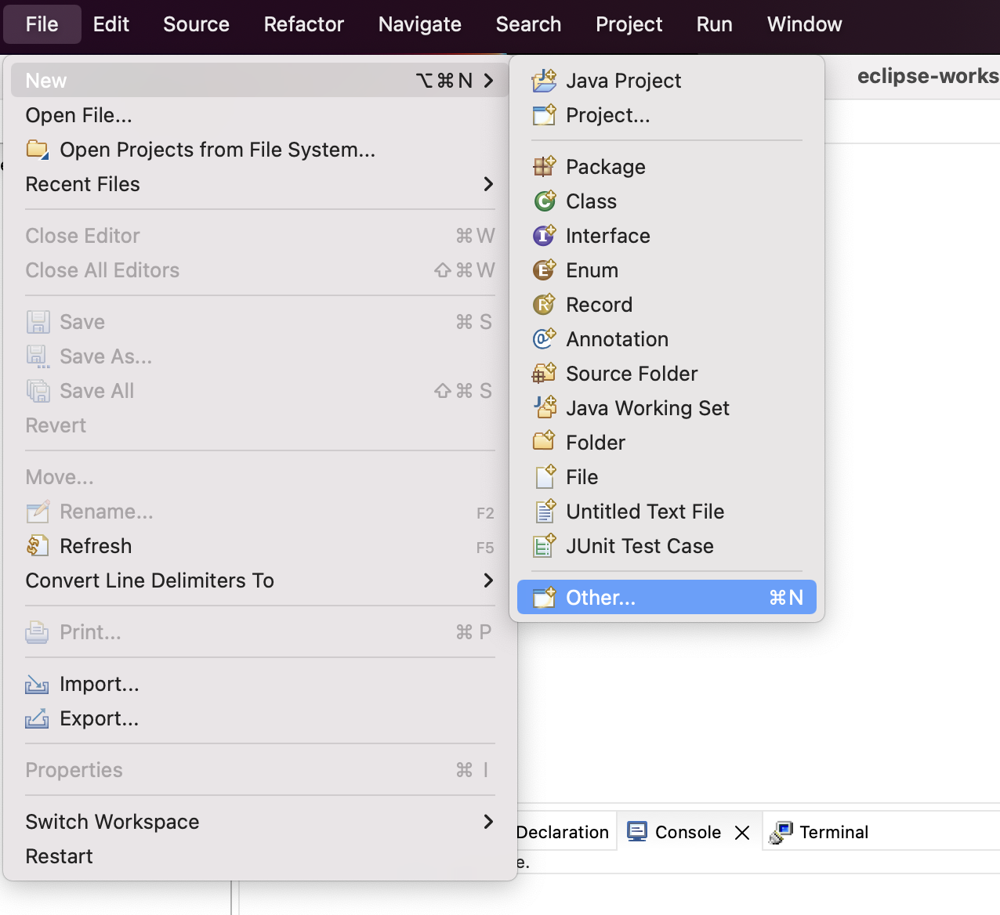 File Edit Source Refactor Navigate Search Project Run Window
eclipse-works
New ⌥⌘N
Open File...
Open Projects from File System...
Recent Files
Close Editor ⌘W
Close All Editors ⇧⌘W
Save ⌘S
Save As...
Save All ⇧⌘S
Revert
Move...
Rename... F2
Refresh F5
Convert Line Delimiters To
Print... ⌘P
Import...
Export...
Properties ⌘I
Switch Workspace
Restart
Java Project
Project...
Package
Class
Interface
Enum
Record
Annotation
Source Folder
Java Working Set
Folder
File
Untitled Text File
JUnit Test Case
Other... ⌘N
Declaration Console Terminal
e.